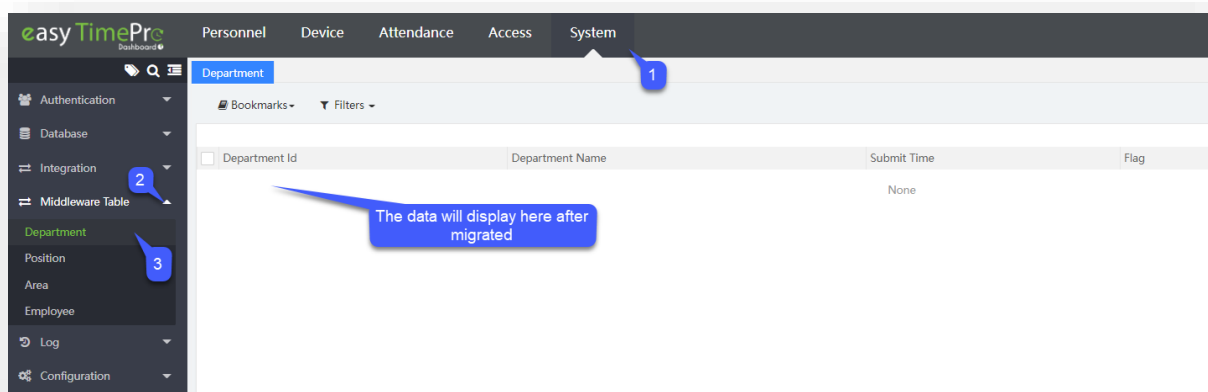 easy TimePro
Dashboard
Personnel Device Attendance Access System
1
Department
Authentication
Bookmarks Filters
Database
Department Id Department Name Submit Time Flag
Integration
2
None
Middleware Table
The data will display here after
migrated
Department
Position
3
Area
Employee
Log
Configuration